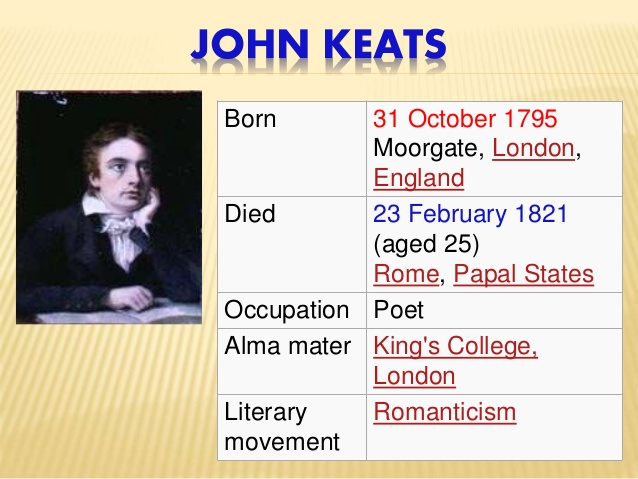 JOHN KEATS
Born 31 October 1795
Moorgate, London,
England
Died 23 February 1821
(aged 25)
Rome, Papal States
Occupation Poet
Alma mater King's College,
London
Literary Romanticism
movement